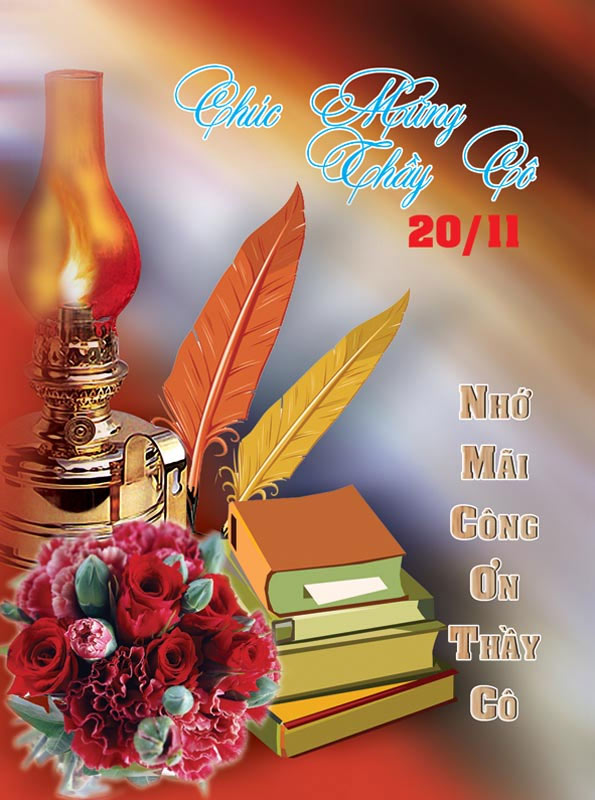 Chúc Mừng
Thầy Cô
20/11
NHỚ
MÃI
CÔNG
ƠN
THẦY
CÔ